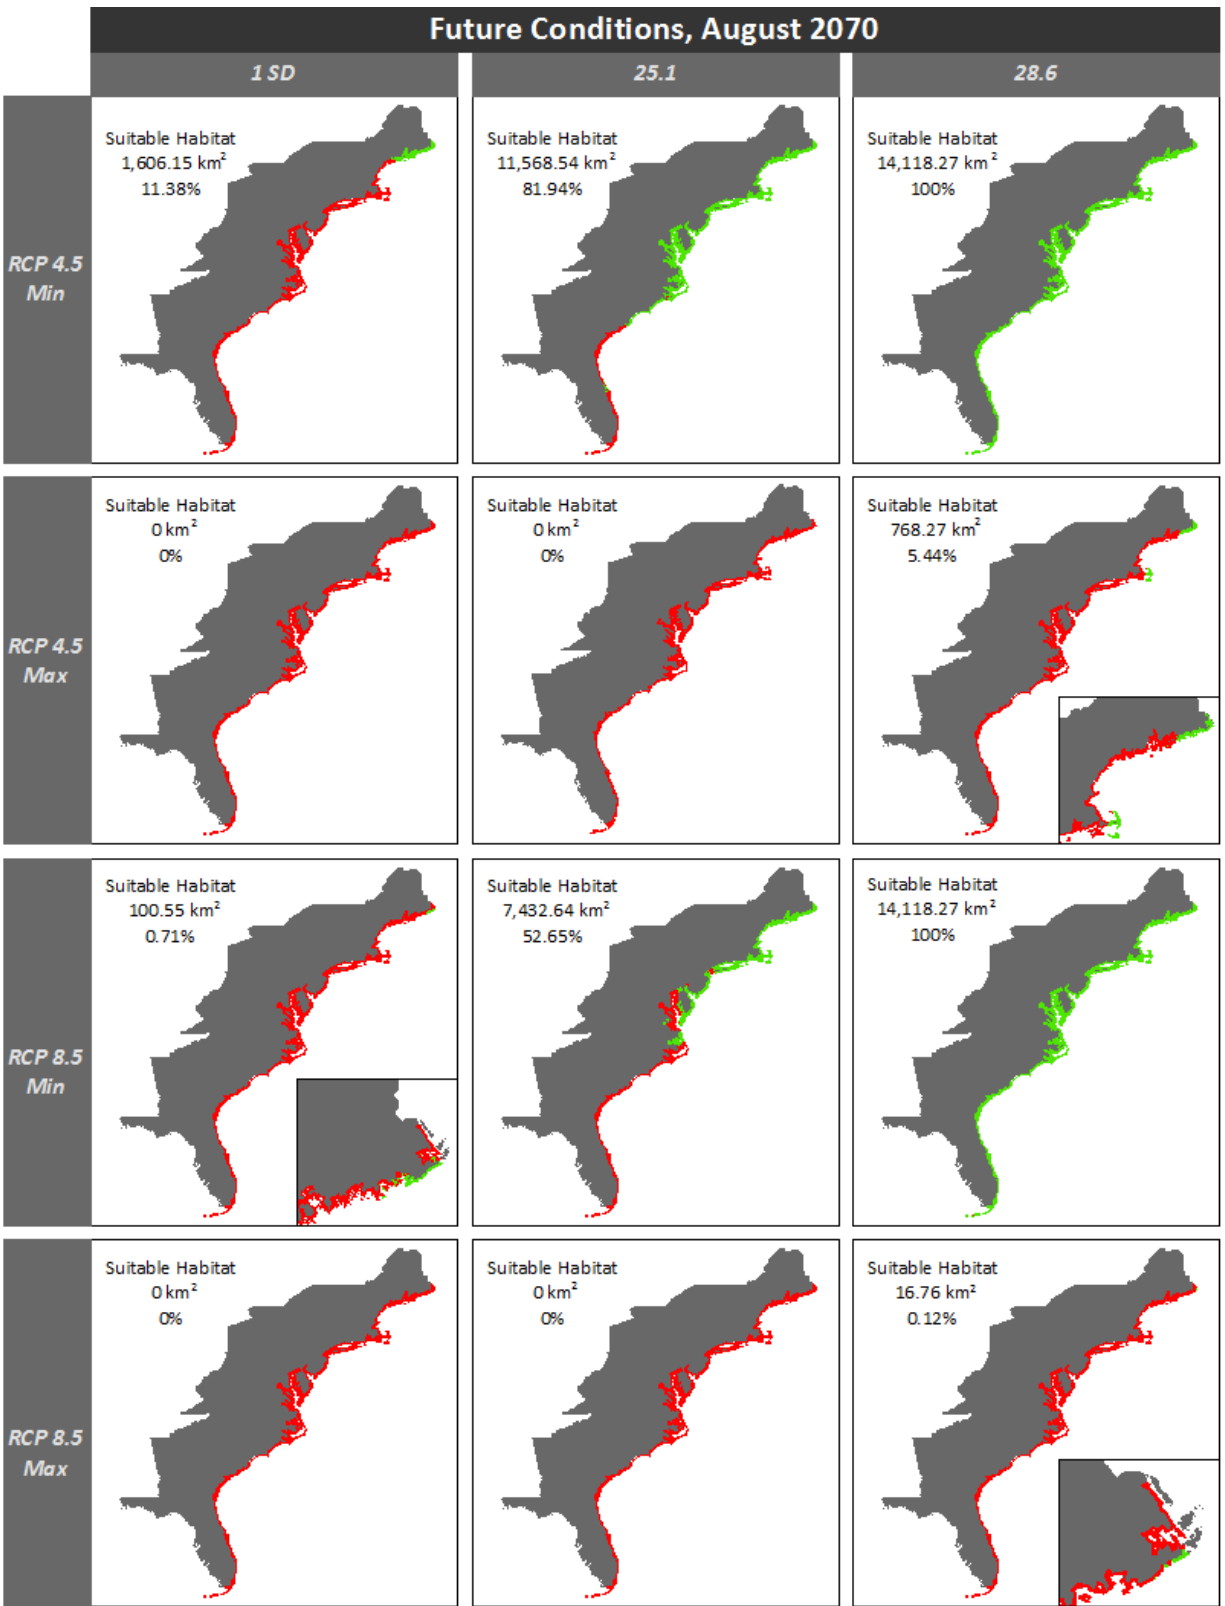 Future Conditions, August 2070
1 SD
25.1
28.6
RCP 4.5
Min
Suitable Habitat
1,606.15 km²
11.38%
Suitable Habitat
11,568.54 km²
81.94%
Suitable Habitat
14,118.27 km²
100%
RCP 4.5
Max
Suitable Habitat
0 km²
0%
Suitable Habitat
0 km²
0%
Suitable Habitat
768.27 km²
5.44%
RCP 8.5
Min
Suitable Habitat
100.55 km²
0.71%
Suitable Habitat
7,432.64 km²
52.65%
Suitable Habitat
14,118.27 km²
100%
RCP 8.5
Max
Suitable Habitat
0 km²
0%
Suitable Habitat
0 km²
0%
Suitable Habitat
16.76 km²
0.12%